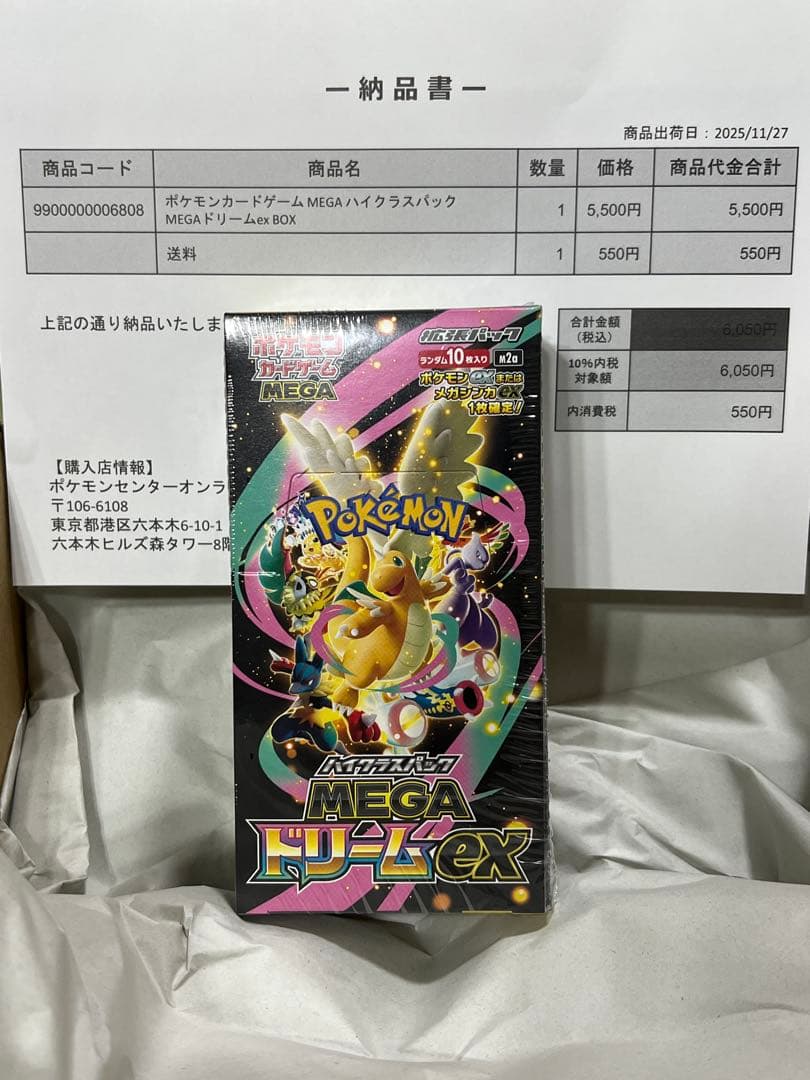 ー納品書ー
商品出荷日：2025/11/27
商品コード 商品名 数量 価格 商品代金合計
9900000006808 ポケモンカードゲーム MEGA ハイクラスパック
MEGAドリームex BOX 1 5,500円 5,500円
送料 1 550円 550円
上記の通り納品いたしま
合計金額
(税込) 6,050円
10%内税
対象額 6,050円
内消費税 550円
【購入店情報】
ポケモンセンターオンラ
〒106-6108
東京都港区六本木6-10-1
六本木ヒルズ森タワー8階
ポケモン
カードゲーム
MEGA
拡張パック
ランダム10枚入り M2a
ポケモンexまたは
メガシンカex
1枚確定!
POKéMON
ハイクラスパック
MEGA
ドリームex